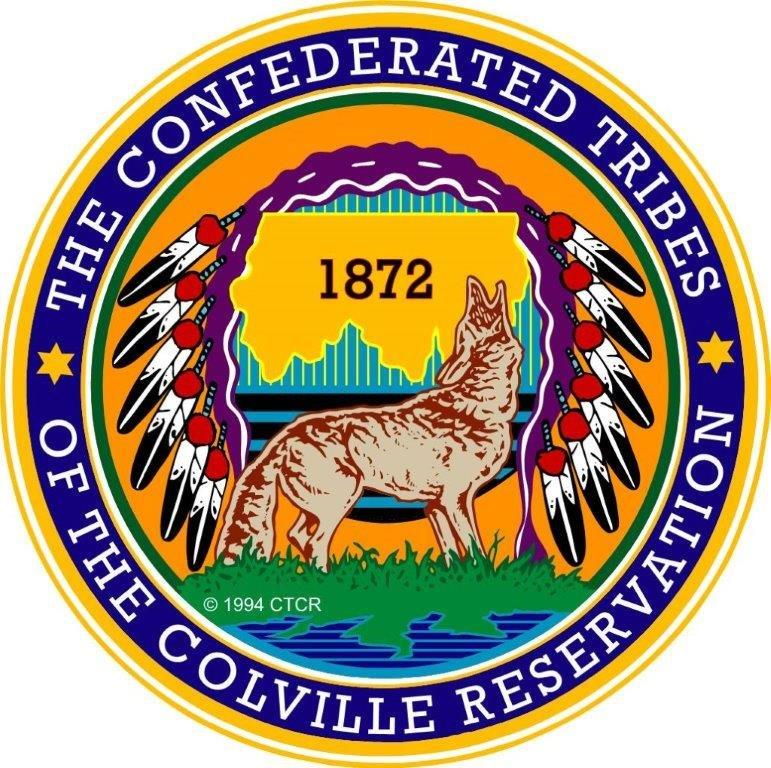 THE CONFEDERATED TRIBES
OF THE COLVILLE RESERVATION
1872
© 1994 CTCR